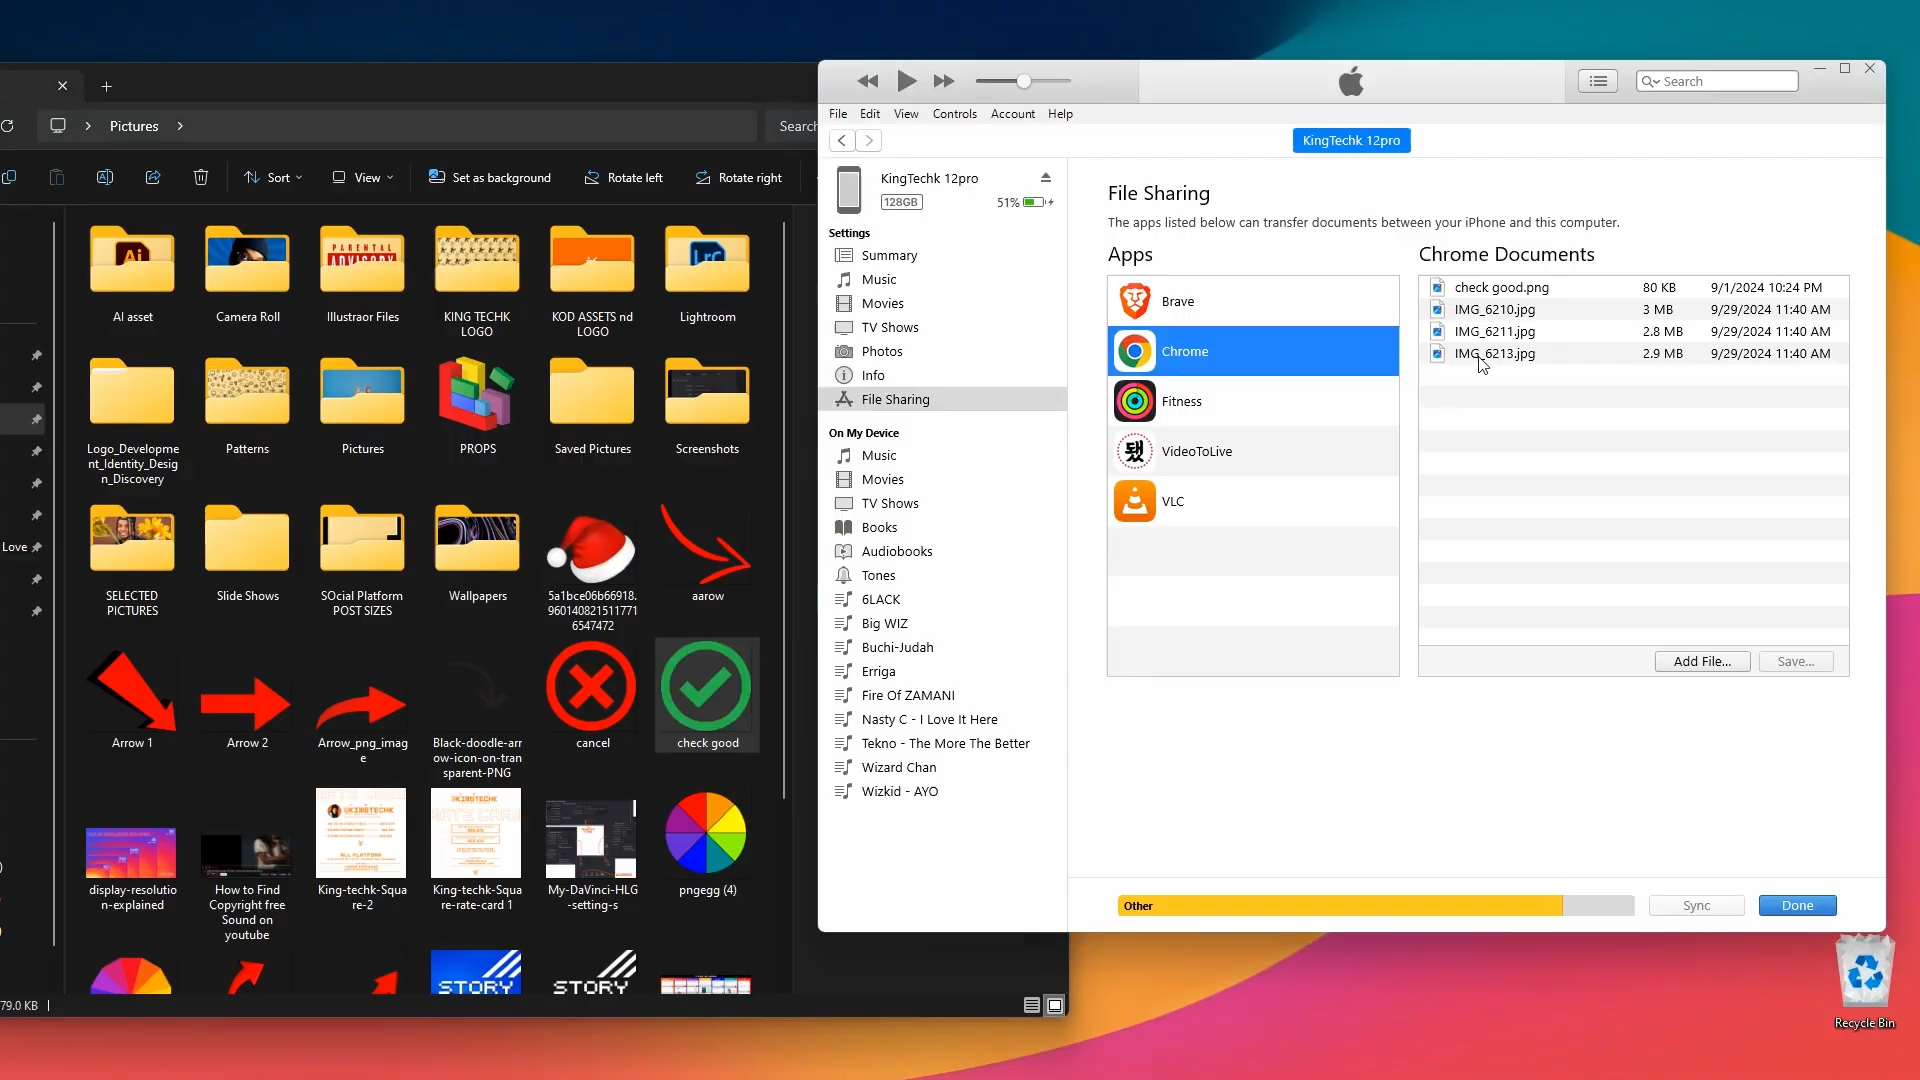 Pictures
Search
Sort
View
Set as background
Rotate left
Rotate right
Ai
PARENTAL
ADVISORY
Lrc
AI asset
Camera Roll
Illustraor Files
KING TECHK
LOGO
KOD ASSETS nd
LOGO
Lightroom
Logo_Developme
nt_Identity_Desig
n_Discovery
Patterns
Pictures
PROPS
Saved Pictures
Screenshots
Love
SELECTED
PICTURES
Slide Shows
SOcial Platform
POST SIZES
Wallpapers
5a1bce06b66918.
960140821511771
6547472
aarow
Arrow 1
Arrow 2
Arrow_png_imag
e
Black-doodle-arr
ow-icon-on-tran
sparent-PNG
cancel
check good
display-resolutio
n-explained
How to Find
Copyright free
Sound on
youtube
King-techk-Squa
re-2
King-techk-Squa
re-rate-card 1
My-DaVinci-HLG
-setting-s
pngegg (4)
STORY
STORY
79.0 KB
Search
File
Edit
View
Controls
Account
Help
KingTechk 12pro
KingTechk 12pro
128GB
51%
Settings
Summary
Music
Movies
TV Shows
Photos
Info
File Sharing
On My Device
Music
Movies
TV Shows
Books
Audiobooks
Tones
6LACK
Big WIZ
Buchi-Judah
Erriga
Fire Of ZAMANI
Nasty C - I Love It Here
Tekno - The More The Better
Wizard Chan
Wizkid - AYO
File Sharing
The apps listed below can transfer documents between your iPhone and this computer.
Apps
Brave
Chrome
Fitness
됐
VideoToLive
VLC
Chrome Documents
check good.png 80 KB 9/1/2024 10:24 PM
IMG_6210.jpg 3 MB 9/29/2024 11:40 AM
IMG_6211.jpg 2.8 MB 9/29/2024 11:40 AM
IMG_6213.jpg 2.9 MB 9/29/2024 11:40 AM
Add File...
Save...
Other
Sync
Done
Recycle Bin